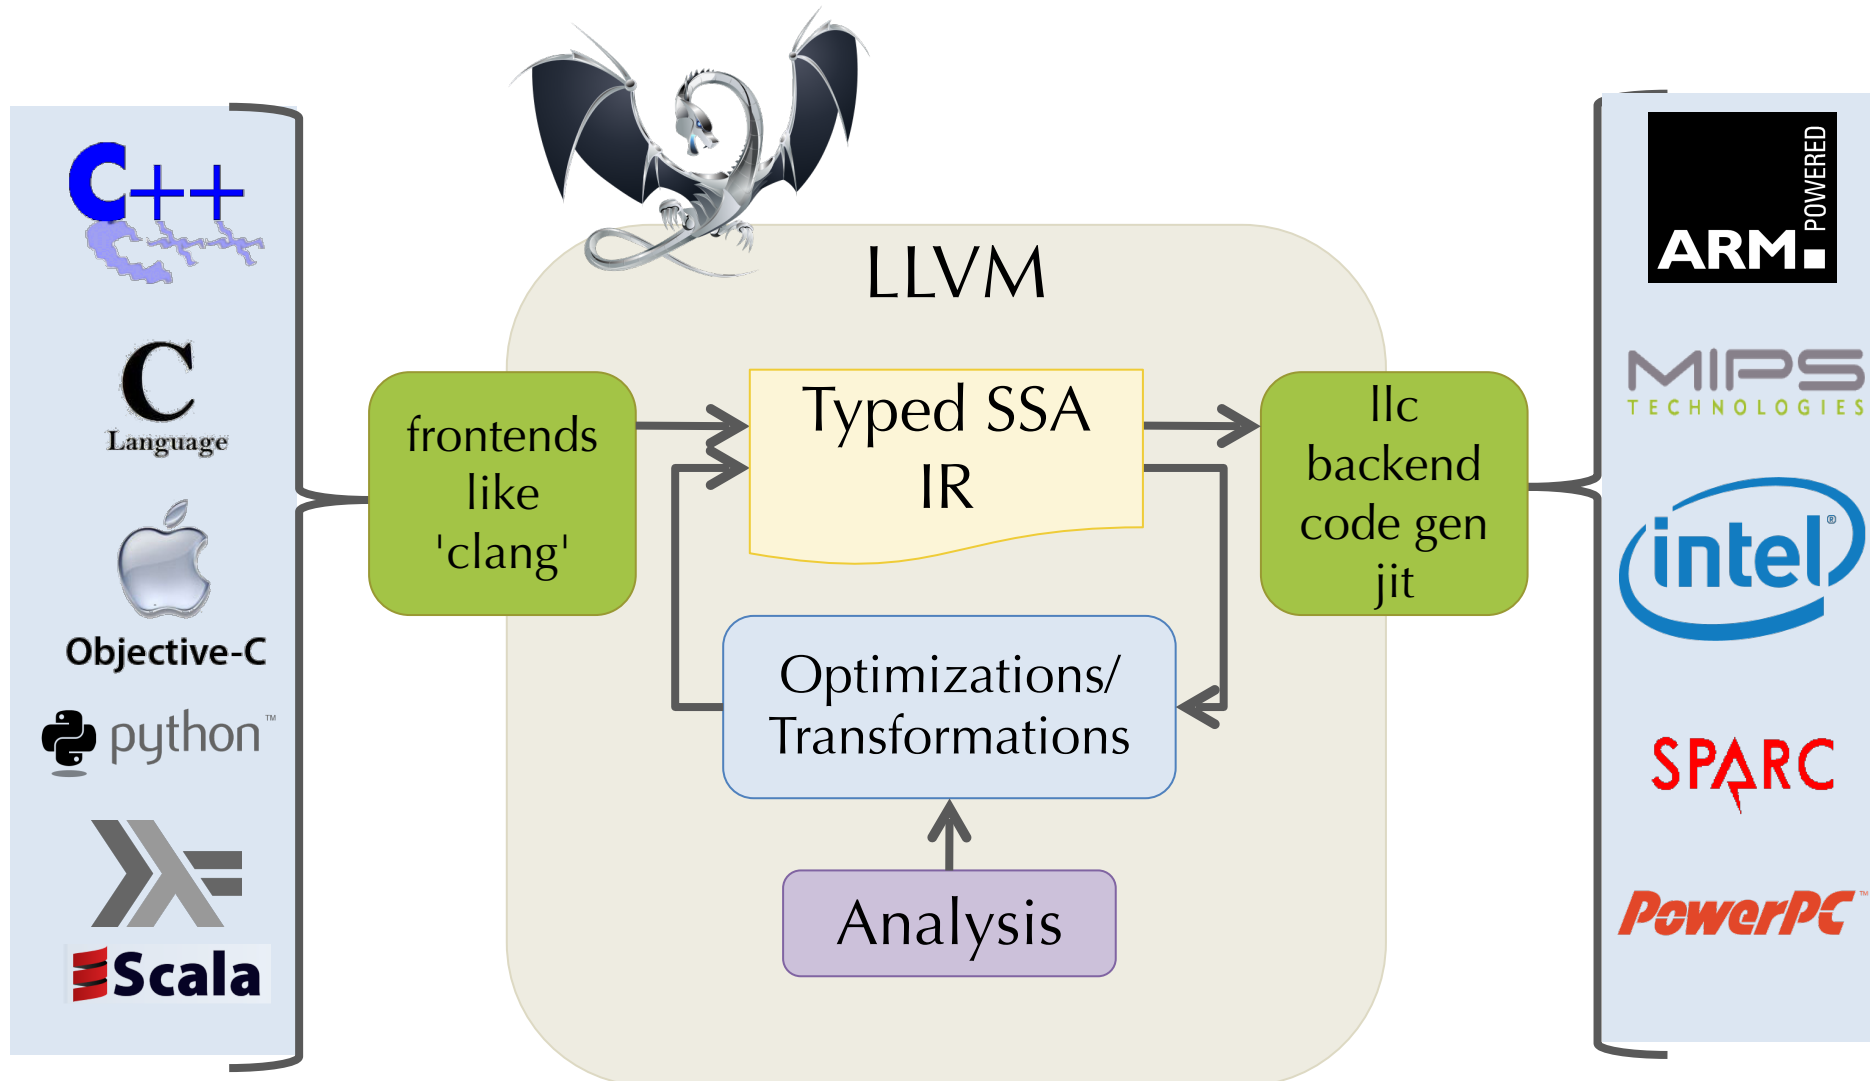 C++
C
Language
Objective-C
python™
Scala
LLVM
frontends
like
'clang'
Typed SSA
IR
Optimizations/
Transformations
Analysis
llc
backend
code gen
jit
ARM POWERED
MIPS
TECHNOLOGIES
intel®
SPARC
PowerPC™